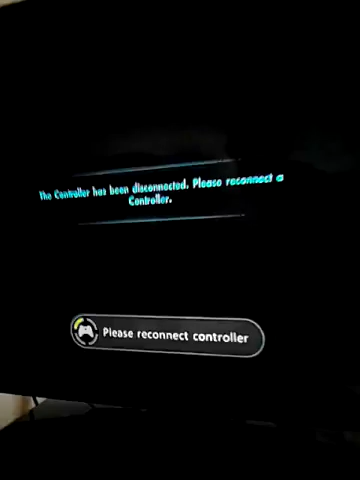 The Controller has been disconnected. Please reconnect a
Controller.
Please reconnect controller